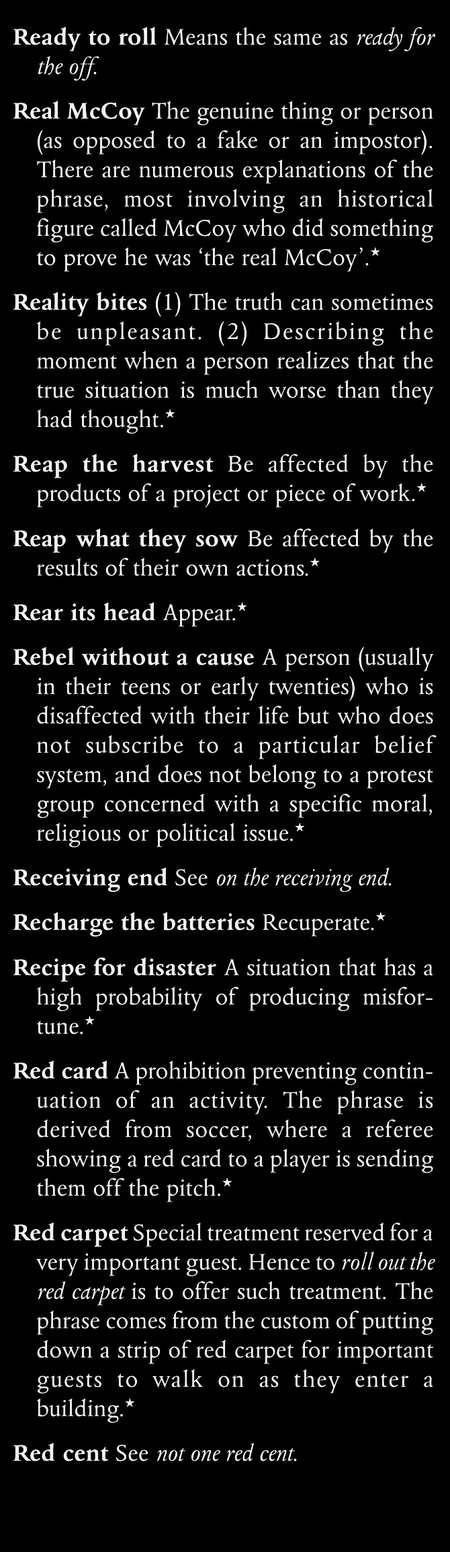 Ready to roll Means the same as ready for
the off.
Real McCoy The genuine thing or person
(as opposed to a fake or an impostor).
There are numerous explanations of the
phrase, most involving an historical
figure called McCoy who did something
to prove he was ‘the real McCoy’.★
Reality bites (1) The truth can sometimes
be unpleasant. (2) Describing the
moment when a person realizes that the
true situation is much worse than they
had thought.★
Reap the harvest Be affected by the
products of a project or piece of work.★
Reap what they sow Be affected by the
results of their own actions.★
Rear its head Appear.★
Rebel without a cause A person (usually
in their teens or early twenties) who is
disaffected with their life but who does
not subscribe to a particular belief
system, and does not belong to a protest
group concerned with a specific moral,
religious or political issue.★
Receiving end See on the receiving end.
Recharge the batteries Recuperate.★
Recipe for disaster A situation that has a
high probability of producing misfor-
tune.★
Red card A prohibition preventing contin-
uation of an activity. The phrase is
derived from soccer, where a referee
showing a red card to a player is sending
them off the pitch.★
Red carpet Special treatment reserved for a
very important guest. Hence to roll out the
red carpet is to offer such treatment. The
phrase comes from the custom of putting
down a strip of red carpet for important
guests to walk on as they enter a
building.★
Red cent See not one red cent.